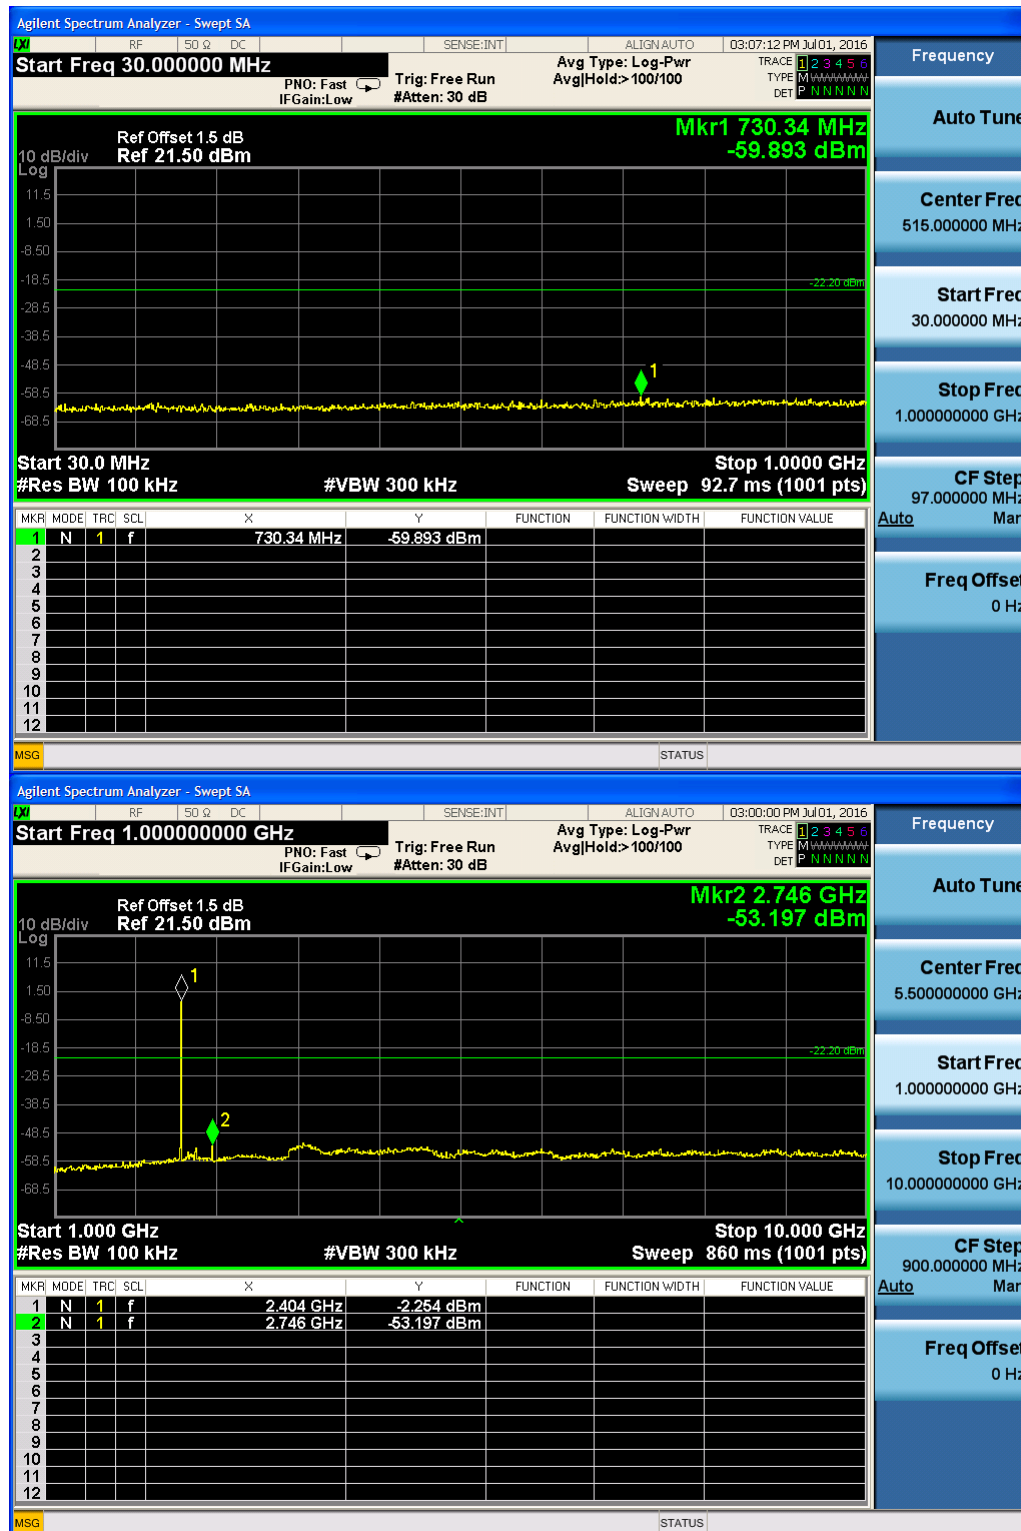 Agilent Spectrum Analyzer - Swept SA
LXI RF 50 Ω DC SENSE:INT ALIGN AUTO 03:07:12 PM Jul 01, 2016
Start Freq 30.000000 MHz
PNO: Fast
IFGain:Low
Trig: Free Run
#Atten: 30 dB
Avg Type: Log-Pwr
Avg|Hold:>100/100
TRACE 1 2 3 4 5 6
TYPE M
DET P N N N N N
Mkr1 730.34 MHz
-59.893 dBm
Ref Offset 1.5 dB
10 dB/div Ref 21.50 dBm
Log
11.5
1.50
-8.50
-18.5
-22.20 dBm
-28.5
-38.5
-48.5
1
-58.5
-68.5
Start 30.0 MHz Stop 1.0000 GHz
#Res BW 100 kHz #VBW 300 kHz Sweep 92.7 ms (1001 pts)
MKR MODE TRC SCL X Y FUNCTION FUNCTION WIDTH FUNCTION VALUE
1 N 1 f 730.34 MHz -59.893 dBm
2
3
4
5
6
7
8
9
10
11
12
MSG STATUS
Frequency
Auto Tune
Center Freq
515.000000 MHz
Start Freq
30.000000 MHz
Stop Freq
1.000000000 GHz
CF Step
97.000000 MHz
Auto Man
Freq Offset
0 Hz
Agilent Spectrum Analyzer - Swept SA
LXI RF 50 Ω DC SENSE:INT ALIGN AUTO 03:00:00 PM Jul 01, 2016
Start Freq 1.000000000 GHz
PNO: Fast
IFGain:Low
Trig: Free Run
#Atten: 30 dB
Avg Type: Log-Pwr
Avg|Hold:>100/100
TRACE 1 2 3 4 5 6
TYPE M
DET P N N N N N
Mkr2 2.746 GHz
-53.197 dBm
Ref Offset 1.5 dB
10 dB/div Ref 21.50 dBm
Log
11.5
1
1.50
-8.50
-18.5
-22.20 dBm
-28.5
-38.5
2
-48.5
-58.5
-68.5
Start 1.000 GHz Stop 10.000 GHz
#Res BW 100 kHz #VBW 300 kHz Sweep 860 ms (1001 pts)
MKR MODE TRC SCL X Y FUNCTION FUNCTION WIDTH FUNCTION VALUE
1 N 1 f 2.404 GHz -2.254 dBm
2 N 1 f 2.746 GHz -53.197 dBm
3
4
5
6
7
8
9
10
11
12
MSG STATUS
Frequency
Auto Tune
Center Freq
5.500000000 GHz
Start Freq
1.000000000 GHz
Stop Freq
10.000000000 GHz
CF Step
900.000000 MHz
Auto Man
Freq Offset
0 Hz